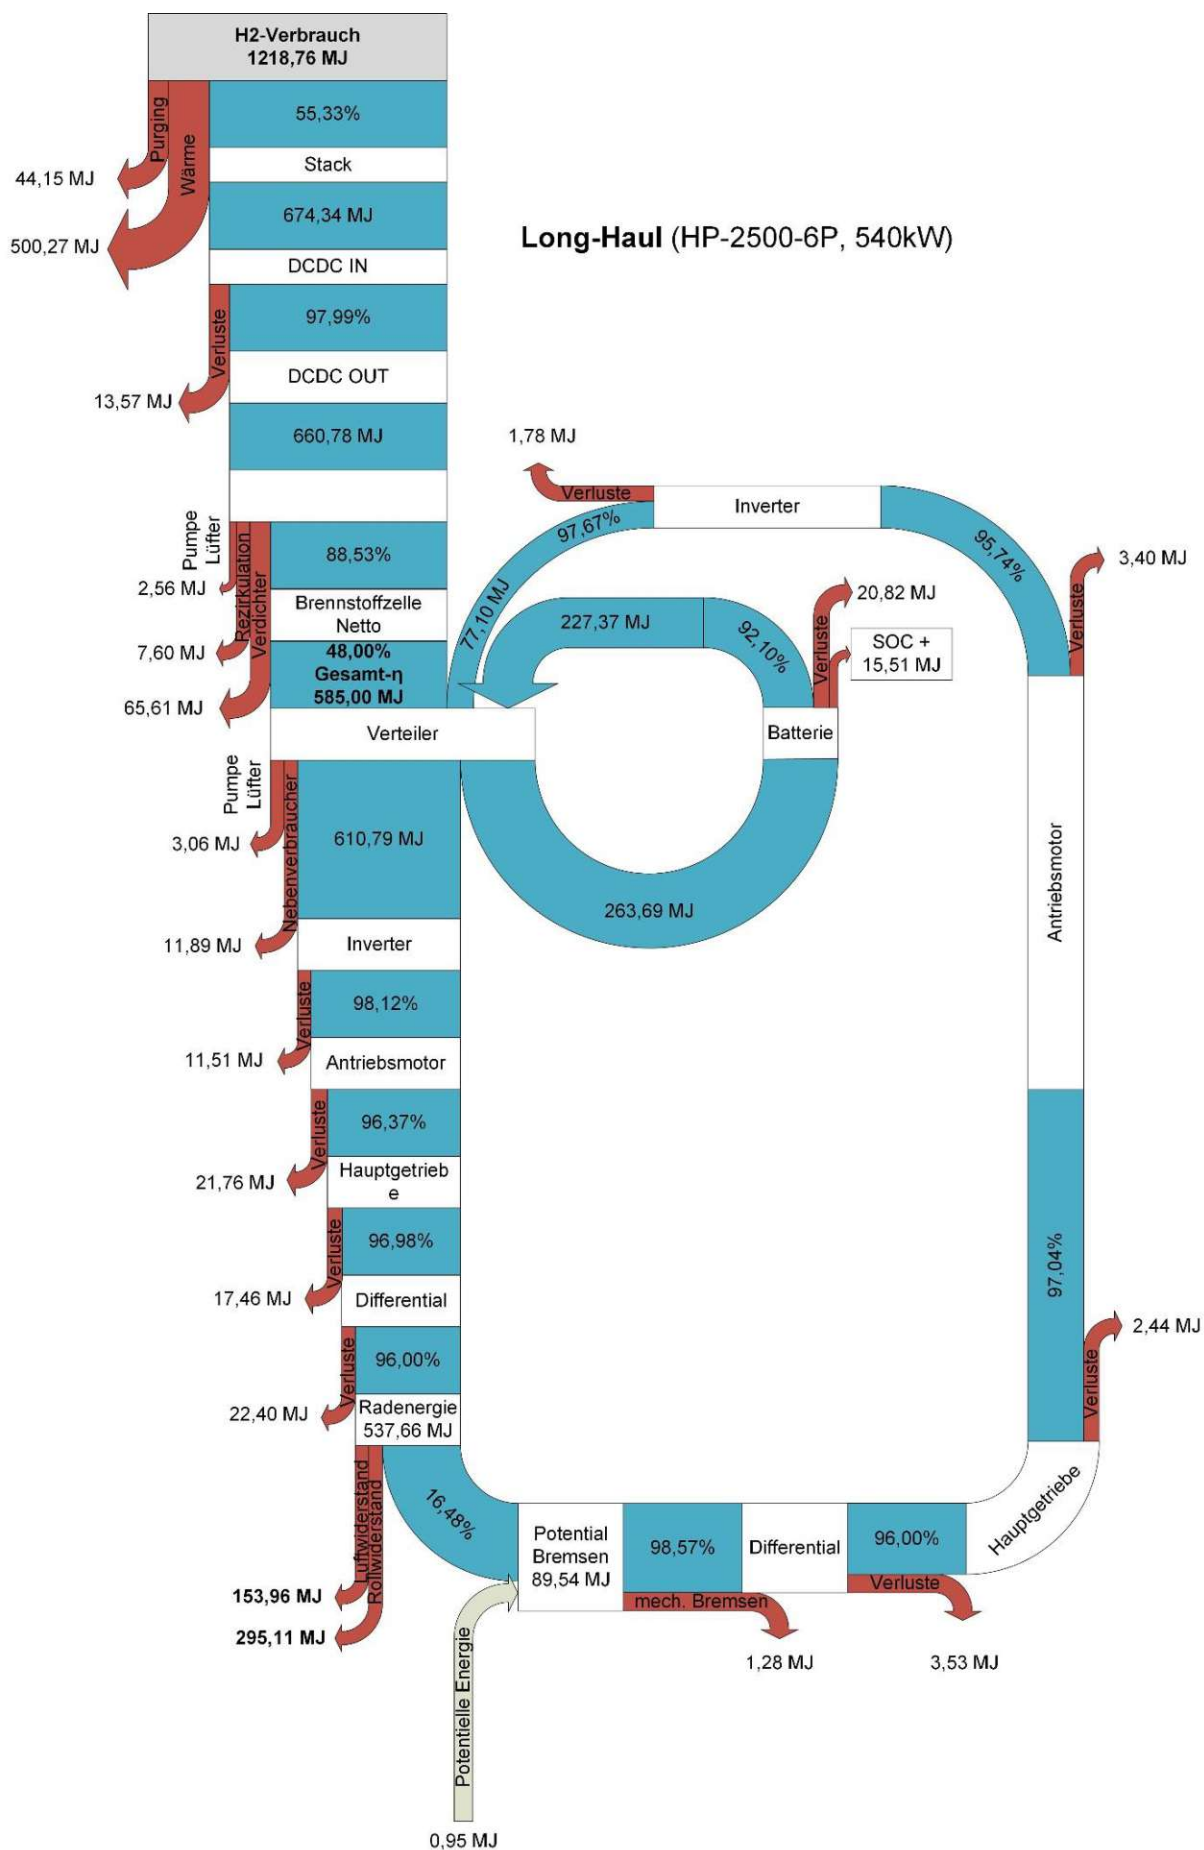 H2-Verbrauch
1218,76 MJ
55,33%
Purging
Wärme
44,15 MJ
Stack
674,34 MJ
500,27 MJ
Long-Haul (HP-2500-6P, 540kW)
DCDC IN
97,99%
Verluste
DCDC OUT
13,57 MJ
660,78 MJ
1,78 MJ
Verluste
Inverter
97,67%
95,74%
77,10 MJ
Pumpe
Lüfter
Rezirkulation
Verdichter
88,53%
2,56 MJ
Brennstoffzelle
Netto
7,60 MJ
48,00%
Gesamt-η
585,00 MJ
65,61 MJ
227,37 MJ
92,10%
Verluste
20,82 MJ
SOC +
15,51 MJ
Verluste
3,40 MJ
Verteiler
Batterie
Pumpe
Lüfter
Nebenverbraucher
3,06 MJ
610,79 MJ
263,69 MJ
Antriebsmotor
11,89 MJ
Inverter
Verluste
98,12%
11,51 MJ
Antriebsmotor
Verluste
96,37%
21,76 MJ
Hauptgetrieb
e
Verluste
96,98%
97,04%
17,46 MJ
Differential
Verluste
2,44 MJ
Verluste
96,00%
22,40 MJ
Radenergie
537,66 MJ
Luftwiderstand
Rollwiderstand
16,48%
Potential
Bremsen
89,54 MJ
98,57%
Differential
96,00%
Hauptgetriebe
mech. Bremsen
Verluste
153,96 MJ
295,11 MJ
1,28 MJ
3,53 MJ
Potentielle Energie
0,95 MJ